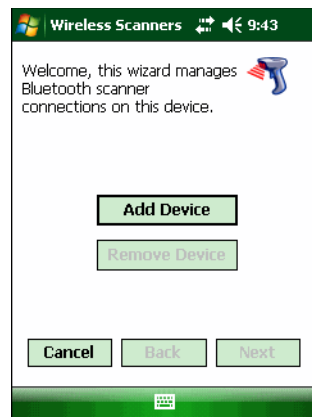 Wireless Scanners 9:43
Welcome, this wizard manages
Bluetooth scanner
connections on this device.
Add Device
Remove Device
Cancel Back Next